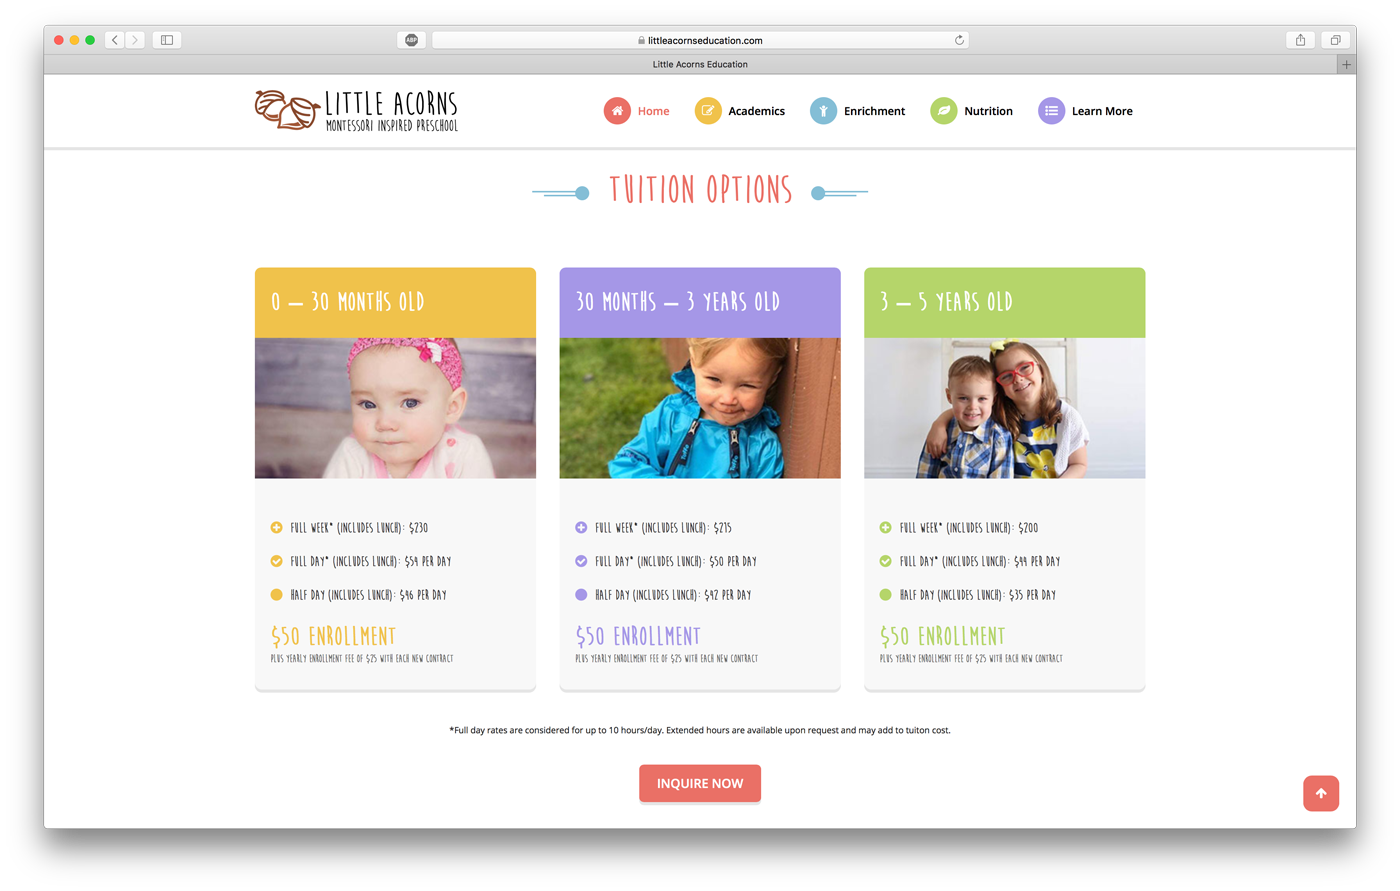 ABP
littleacornseducation.com
Little Acorns Education
LITTLE ACORNS
MONTESSORI INSPIRED PRESCHOOL
Home
Academics
Enrichment
Nutrition
Learn More
TUITION OPTIONS
0 – 30 MONTHS OLD
FULL WEEK* (INCLUDES LUNCH): $230
FULL DAY* (INCLUDES LUNCH): $54 PER DAY
HALF DAY (INCLUDES LUNCH): $46 PER DAY
$50 ENROLLMENT
PLUS YEARLY ENROLLMENT FEE OF $25 WITH EACH NEW CONTRACT
30 MONTHS – 3 YEARS OLD
FULL WEEK* (INCLUDES LUNCH): $215
FULL DAY* (INCLUDES LUNCH): $50 PER DAY
HALF DAY (INCLUDES LUNCH): $42 PER DAY
$50 ENROLLMENT
PLUS YEARLY ENROLLMENT FEE OF $25 WITH EACH NEW CONTRACT
3 – 5 YEARS OLD
FULL WEEK* (INCLUDES LUNCH): $200
FULL DAY* (INCLUDES LUNCH): $44 PER DAY
HALF DAY (INCLUDES LUNCH): $35 PER DAY
$50 ENROLLMENT
PLUS YEARLY ENROLLMENT FEE OF $25 WITH EACH NEW CONTRACT
*Full day rates are considered for up to 10 hours/day. Extended hours are available upon request and may add to tuiton cost.
INQUIRE NOW